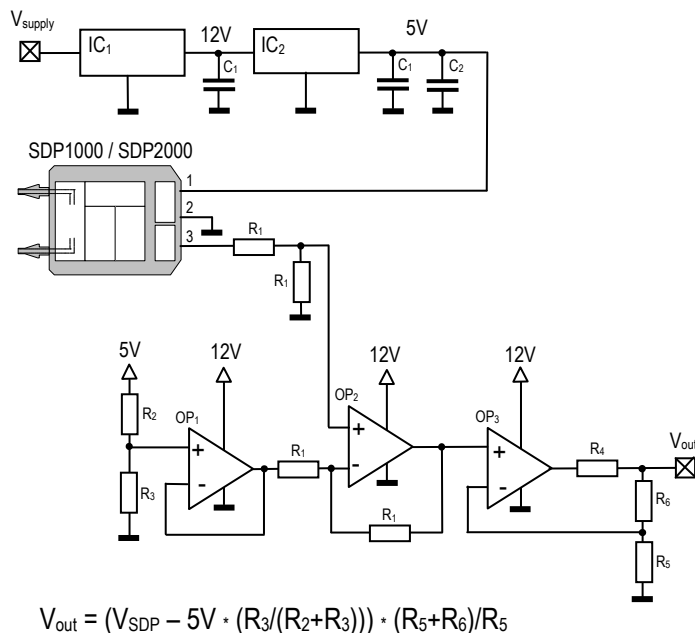 Vsupply
IC1
12V
C1
IC2
5V
C1
C2
SDP1000 / SDP2000
1
2
3
R1
R1
5V
12V
12V
12V
R2
OP1
OP2
OP3
+
-
R1
+
-
+
-
R4
Vout
R3
R1
R6
R5
Vout = (VSDP – 5V * (R3/(R2+R3))) * (R5+R6)/R5